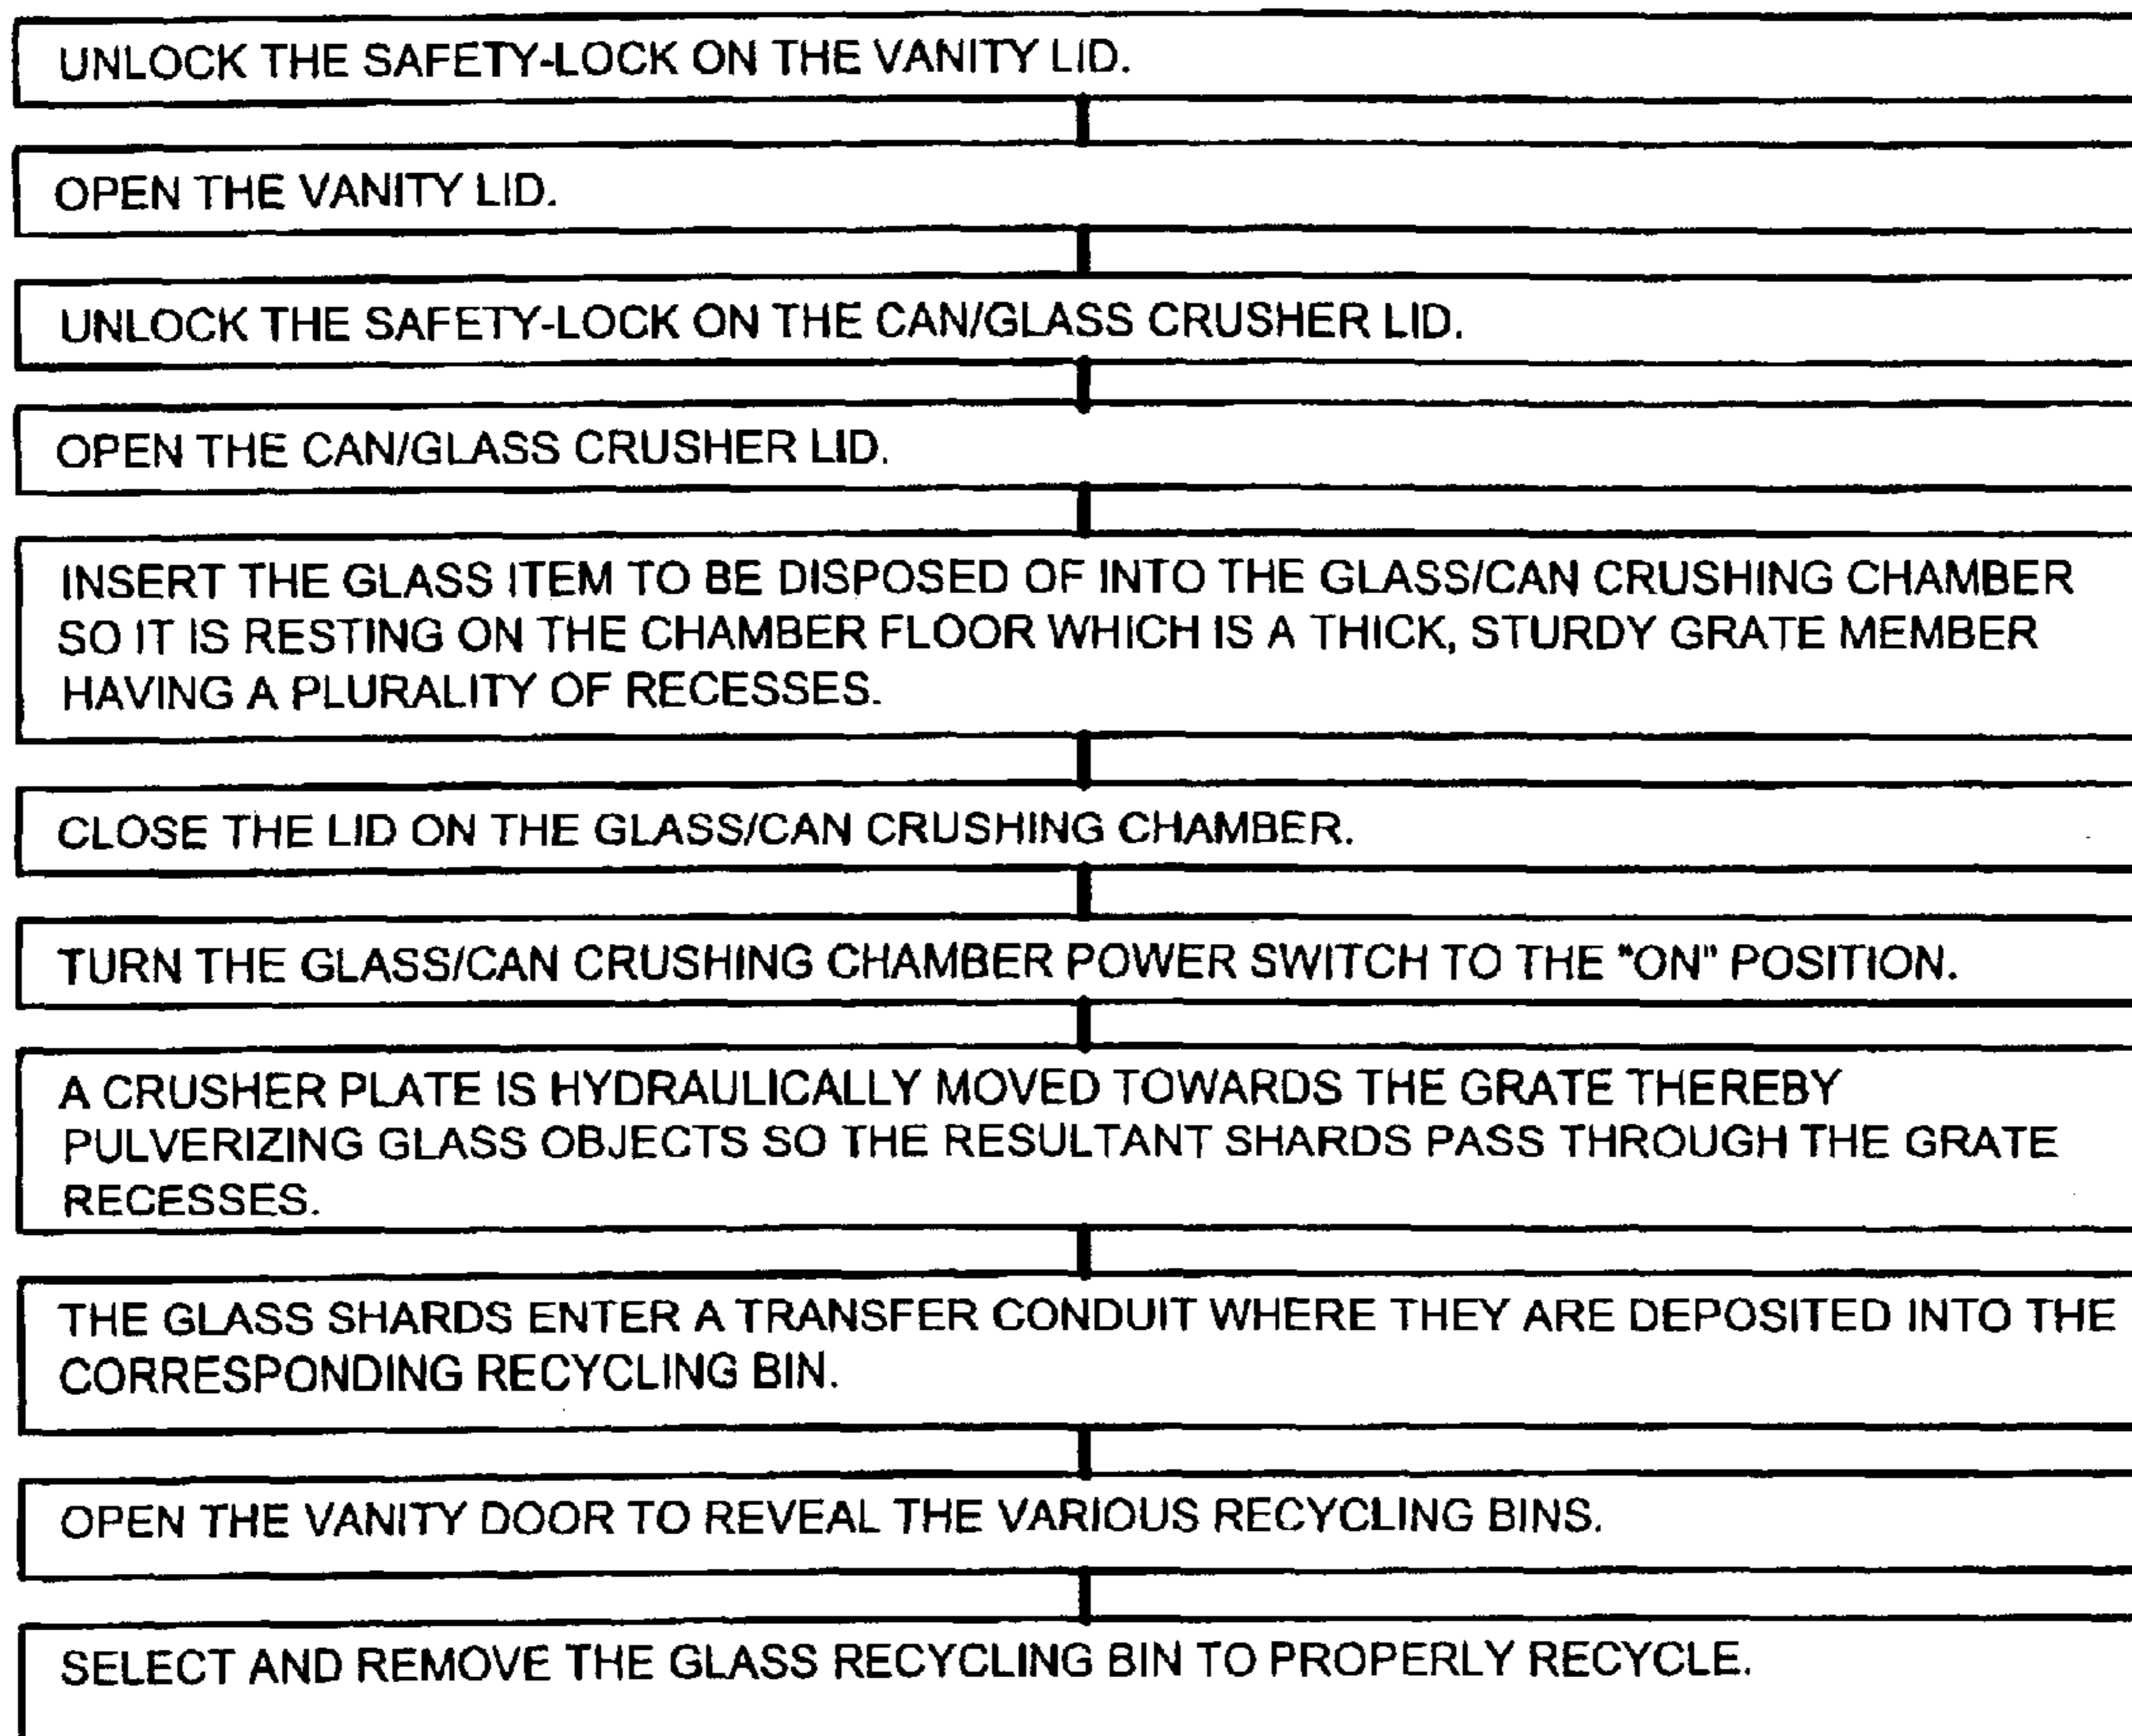 UNLOCK THE SAFETY-LOCK ON THE VANITY LID.
OPEN THE VANITY LID.
UNLOCK THE SAFETY-LOCK ON THE CAN/GLASS CRUSHER LID.
OPEN THE CAN/GLASS CRUSHER LID.
INSERT THE GLASS ITEM TO BE DISPOSED OF INTO THE GLASS/CAN CRUSHING CHAMBER
SO IT IS RESTING ON THE CHAMBER FLOOR WHICH IS A THICK, STURDY GRATE MEMBER
HAVING A PLURALITY OF RECESSES.
CLOSE THE LID ON THE GLASS/CAN CRUSHING CHAMBER.
TURN THE GLASS/CAN CRUSHING CHAMBER POWER SWITCH TO THE "ON" POSITION.
A CRUSHER PLATE IS HYDRAULICALLY MOVED TOWARDS THE GRATE THEREBY
PULVERIZING GLASS OBJECTS SO THE RESULTANT SHARDS PASS THROUGH THE GRATE
RECESSES.
THE GLASS SHARDS ENTER A TRANSFER CONDUIT WHERE THEY ARE DEPOSITED INTO THE
CORRESPONDING RECYCLING BIN.
OPEN THE VANITY DOOR TO REVEAL THE VARIOUS RECYCLING BINS.
SELECT AND REMOVE THE GLASS RECYCLING BIN TO PROPERLY RECYCLE.